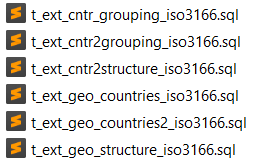 t_ext_cntr_grouping_iso3166.sql
t_ext_cntr2grouping_iso3166.sql
t_ext_cntr2structure_iso3166.sql
t_ext_geo_countries_iso3166.sql
t_ext_geo_countries2_iso3166.sql
t_ext_geo_structure_iso3166.sql